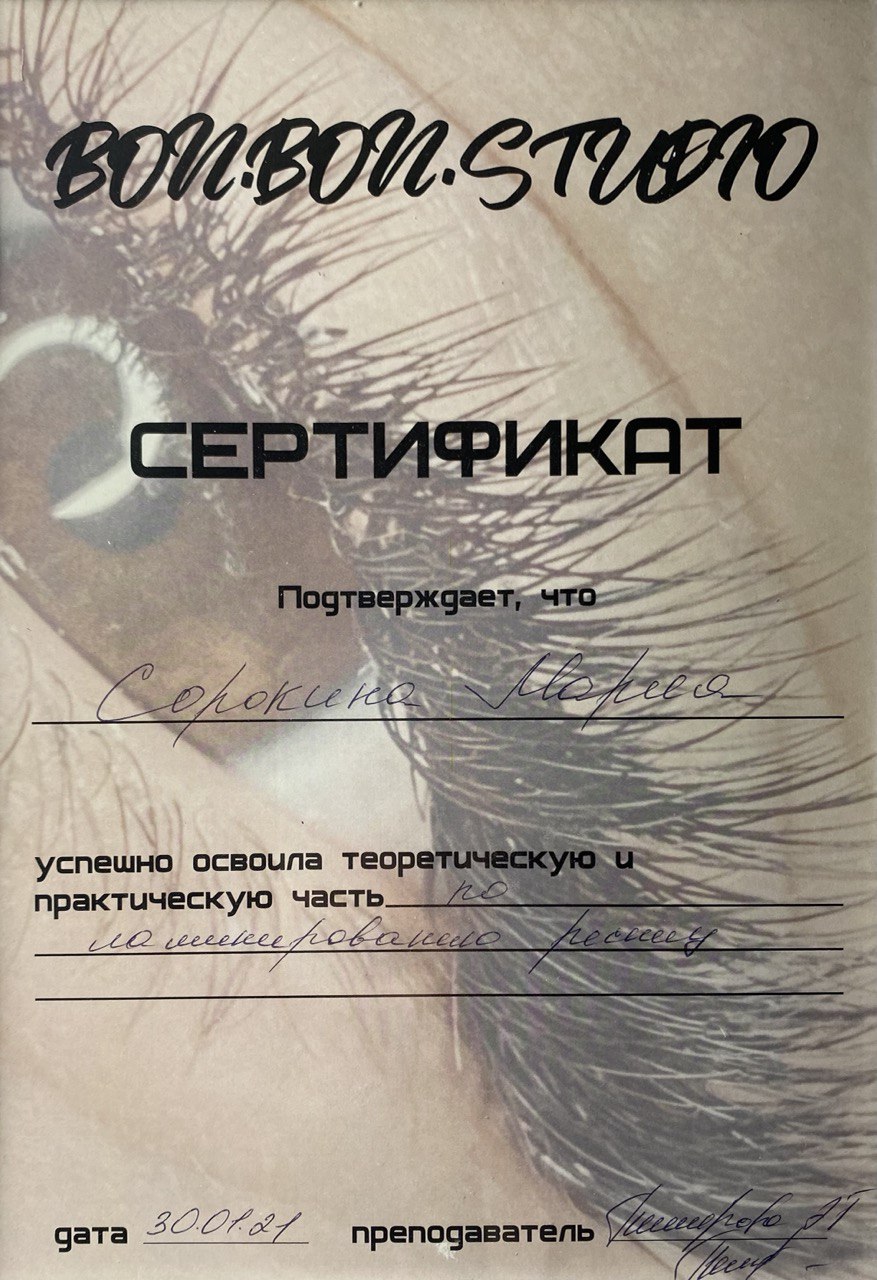 BON.BON.STUDIO
СЕРТИФИКАТ
Подтверждает, что
Сорокина Мария
успешно освоила теоретическую и
практическую часть по
ламинированию ресниц
дата 30.01.21 преподаватель